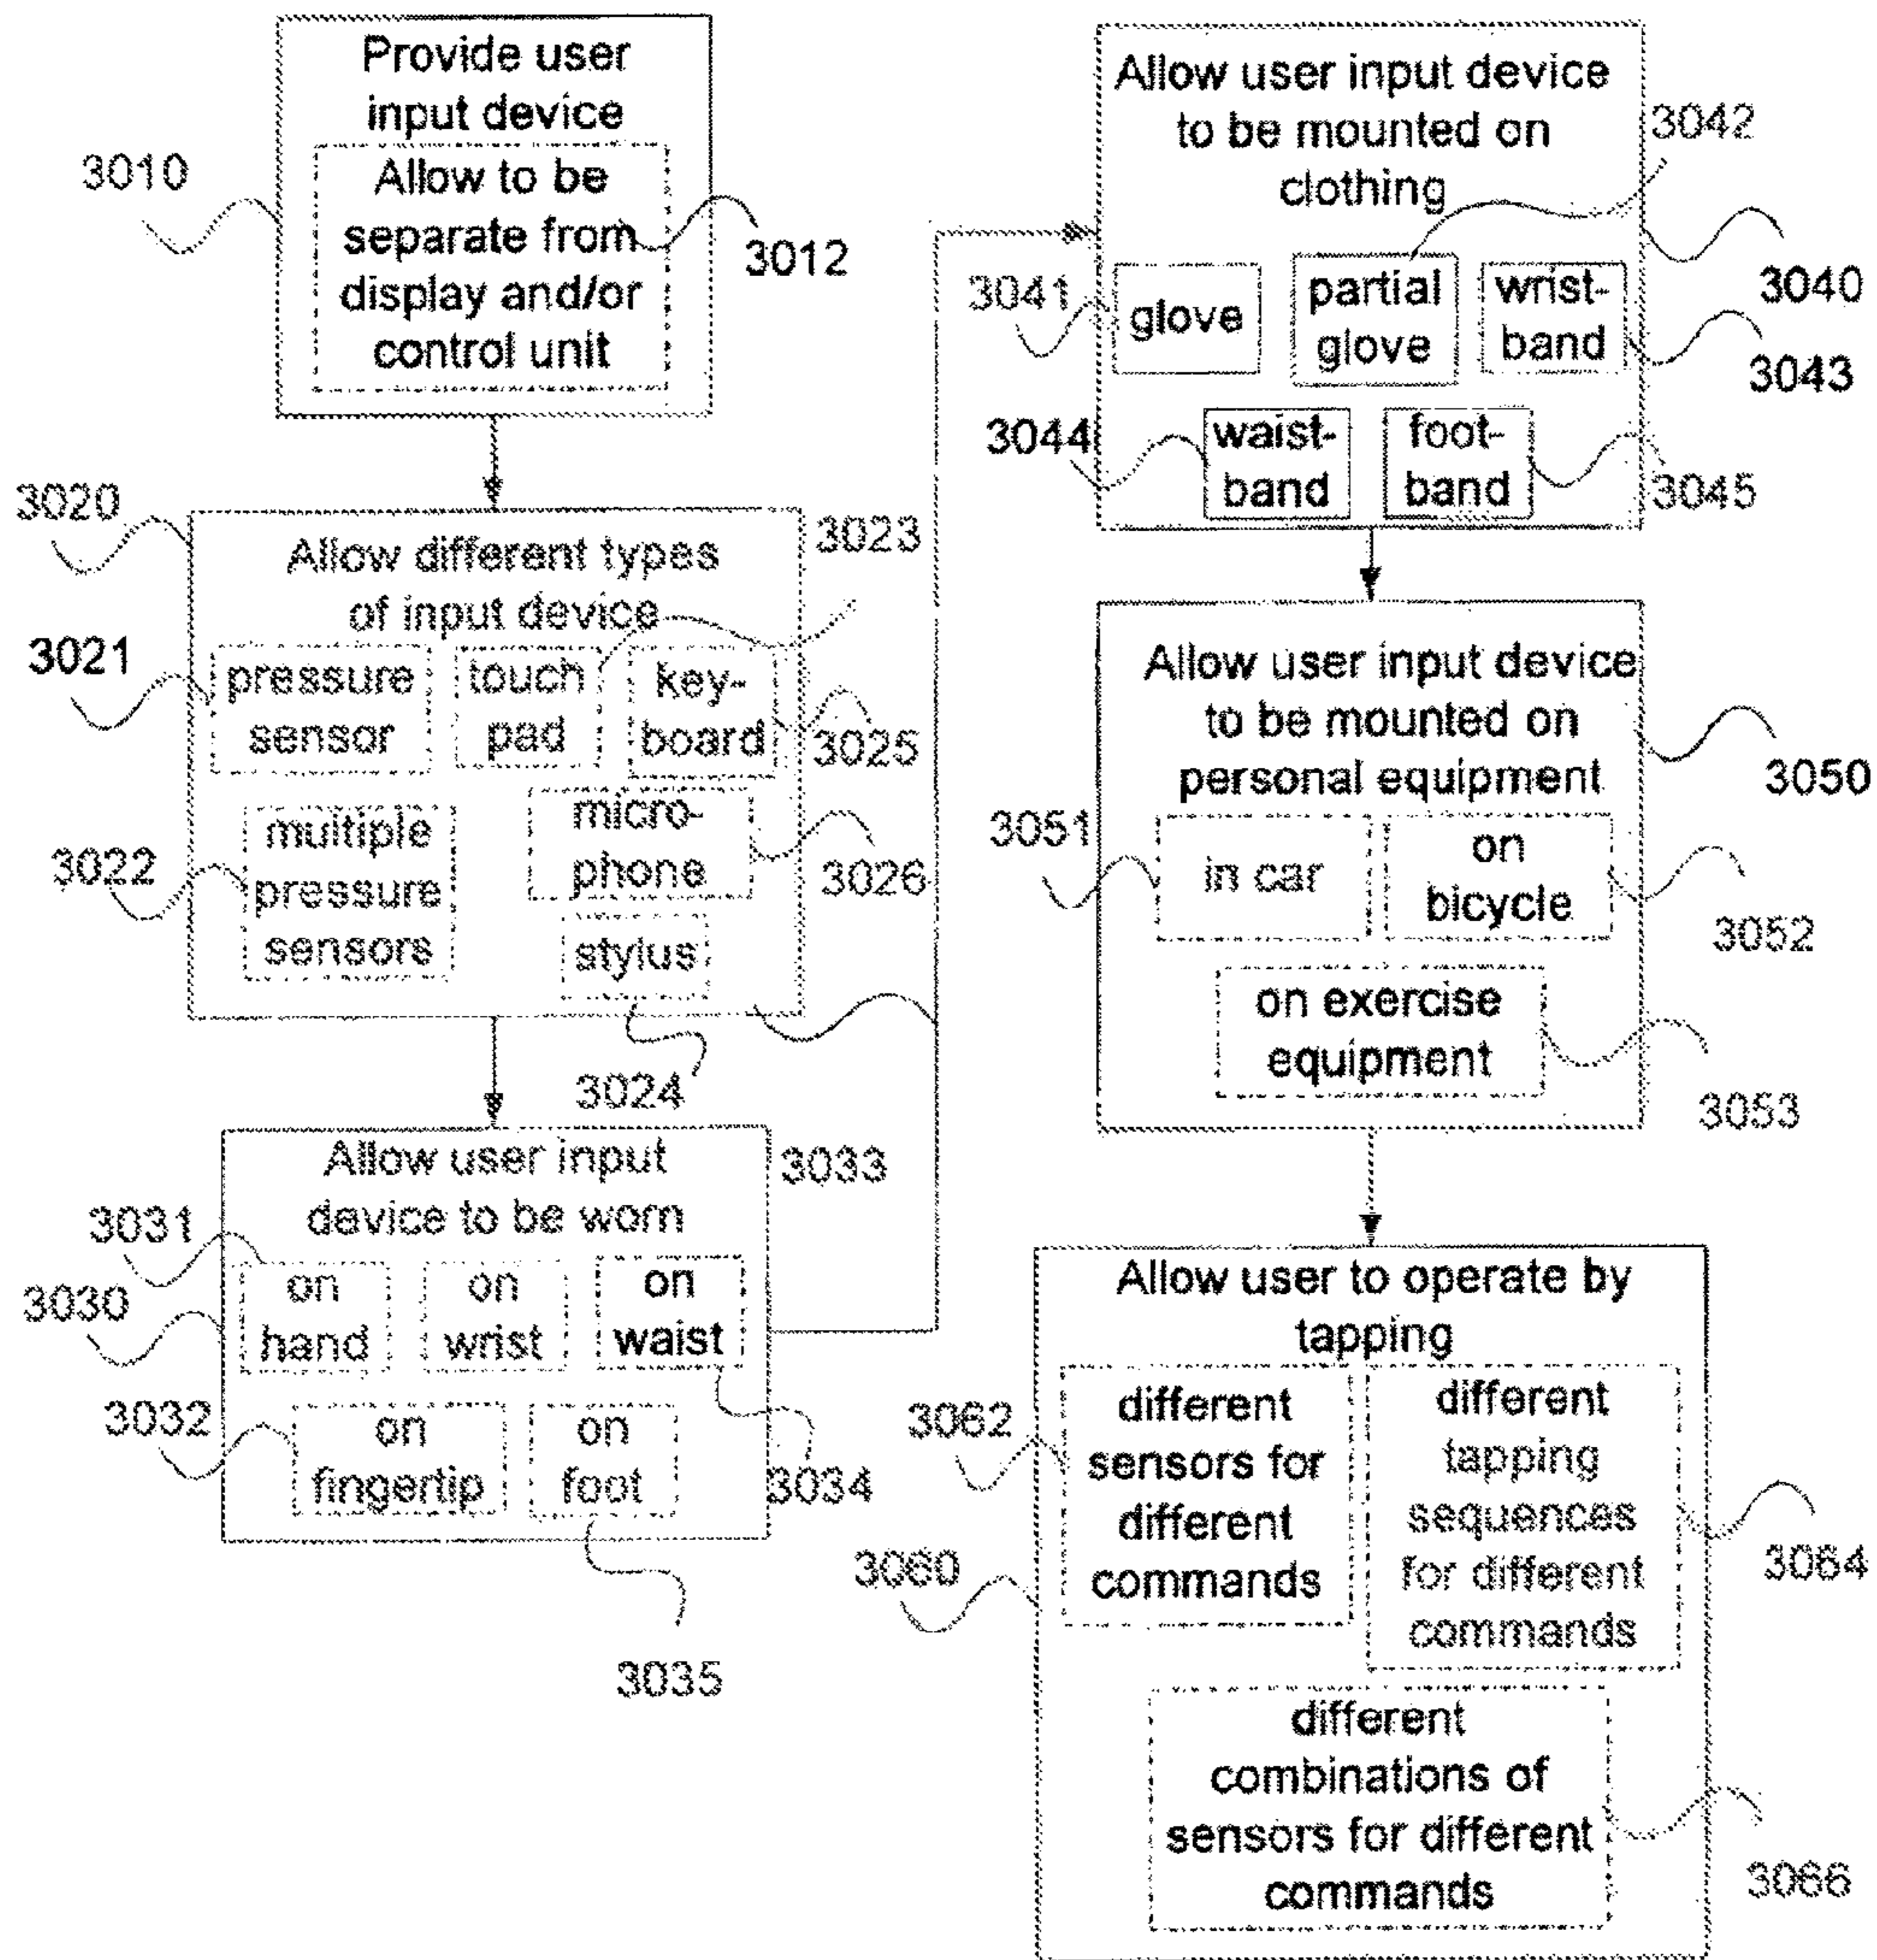 Provide user
input device
3010
Allow to be
separate from
display and/or
control unit
3012
3020
Allow different types
of input device
3023
3021
pressure
sensor
touch
pad
key-
board
3025
3022
multiple
pressure
sensors
micro-
phone
3026
stylus
3024
Allow user input
device to be worn
3033
3031
3030
on
hand
on
wrist
on
waist
3032
on
fingertip
on
foot
3034
3035
Allow user input device
to be mounted on
clothing
3042
3040
3041
glove
partial
glove
wrist-
band
3043
3044
waist-
band
foot-
band
3045
Allow user input device
to be mounted on
personal equipment
3050
3051
in car
on
bicycle
3052
on exercise
equipment
3053
Allow user to operate by
tapping
3062
different
sensors for
different
commands
different
tapping
sequences
for different
commands
3060
3064
different
combinations of
sensors for different
commands
3066